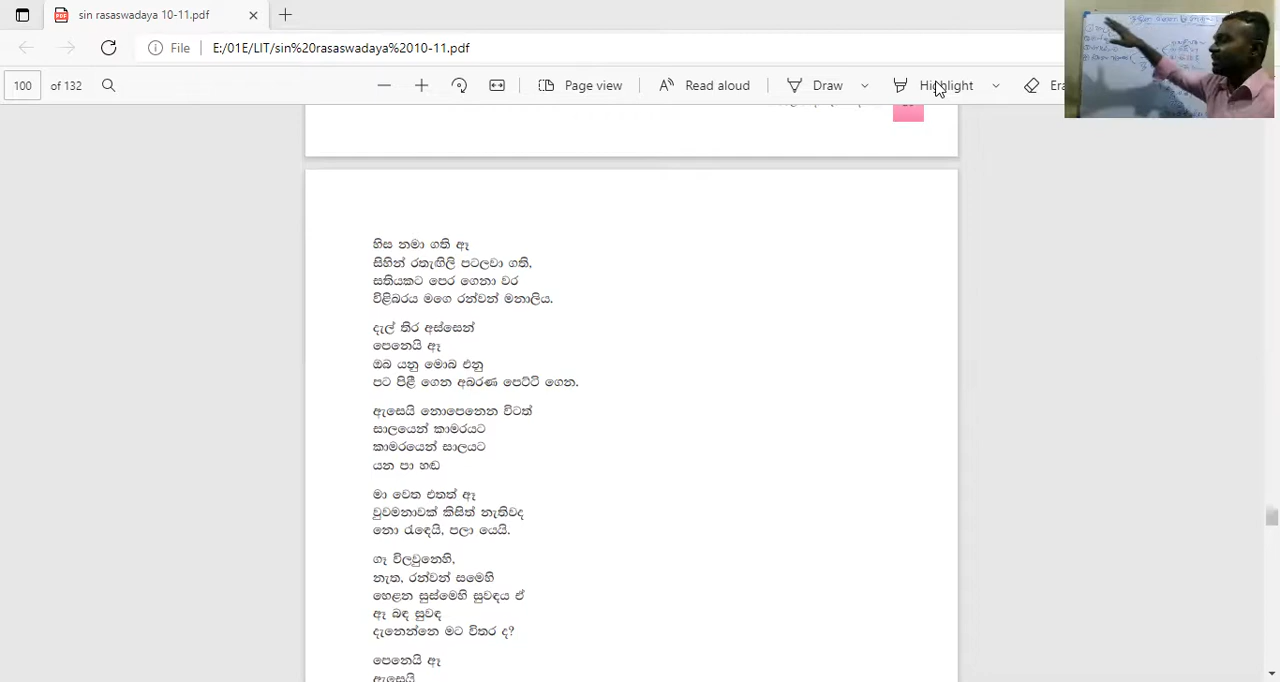 sin rasaswadaya 10-11.pdf
File E:/01E/LIT/sin%20rasaswadaya%2010-11.pdf
100 of 132 Page view Read aloud Draw Highlight Era
හිස නමා ගති ඈ
සිහින් රතැඟිලි පටලවා ගති,
සතියකට පෙර ගෙනා වර
විළිබරය මගෙ රන්වන් මනාලිය.
දැල් තිර අස්සෙන්
පෙනෙයි ඈ
ඔබ යනු මොබ එනු
පට පිළී ගෙන අබරණ පෙට්ටි ගෙන.
ඇසෙයි නොපෙනෙන විටත්
සාලයෙන් කාමරයට
කාමරයෙන් සාලයට
යන පා හඬ
මා වෙත එතත් ඈ
වුවමනාවක් කිසිත් නැතිවද
නො රැඳෙයි, පලා යෙයි.
ගෑ විලවුනෙහි,
නැත, රන්වන් සමෙහි
හෙළන සුස්මෙහි සුවඳය ඒ
ඈ බඳ සුවඳ
දැනෙන්නෙ මට විතර ද?
පෙනෙයි ඈ
ඇසෙයි